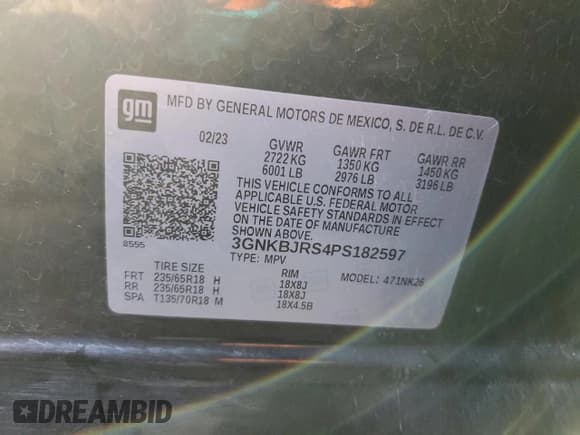 gm
MFD BY GENERAL MOTORS DE MEXICO, S. DE R.L. DE C.V.
02/23 GVWR GAWR FRT GAWR RR
2722 KG 1350 KG 1450 KG
6001 LB 2976 LB 3196 LB
THIS VEHICLE CONFORMS TO ALL
APPLICABLE U.S. FEDERAL MOTOR
VEHICLE SAFETY STANDARDS IN EFFECT
ON THE DATE OF MANUFACTURE
SHOWN ABOVE.
8555
3GNKBJRS4PS182597
TYPE: MPV MODEL: 471NK26
TIRE SIZE RIM
FRT 235/65R18 H 18X8J
RR 235/65R18 H 18X8J
SPA T135/70R18 M 18X4.5B
DREAMBID